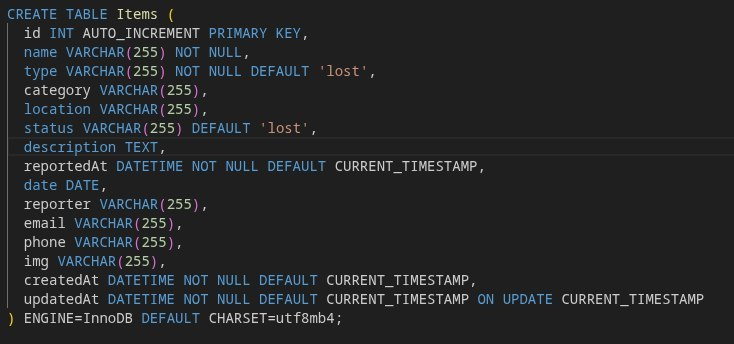 CREATE TABLE Items (
id INT AUTO_INCREMENT PRIMARY KEY,
name VARCHAR(255) NOT NULL,
type VARCHAR(255) NOT NULL DEFAULT 'lost',
category VARCHAR(255),
location VARCHAR(255),
status VARCHAR(255) DEFAULT 'lost',
description TEXT,
reportedAt DATETIME NOT NULL DEFAULT CURRENT_TIMESTAMP,
date DATE,
reporter VARCHAR(255),
email VARCHAR(255),
phone VARCHAR(255),
img VARCHAR(255),
createdAt DATETIME NOT NULL DEFAULT CURRENT_TIMESTAMP,
updatedAt DATETIME NOT NULL DEFAULT CURRENT_TIMESTAMP ON UPDATE CURRENT_TIMESTAMP
) ENGINE=InnoDB DEFAULT CHARSET=utf8mb4;